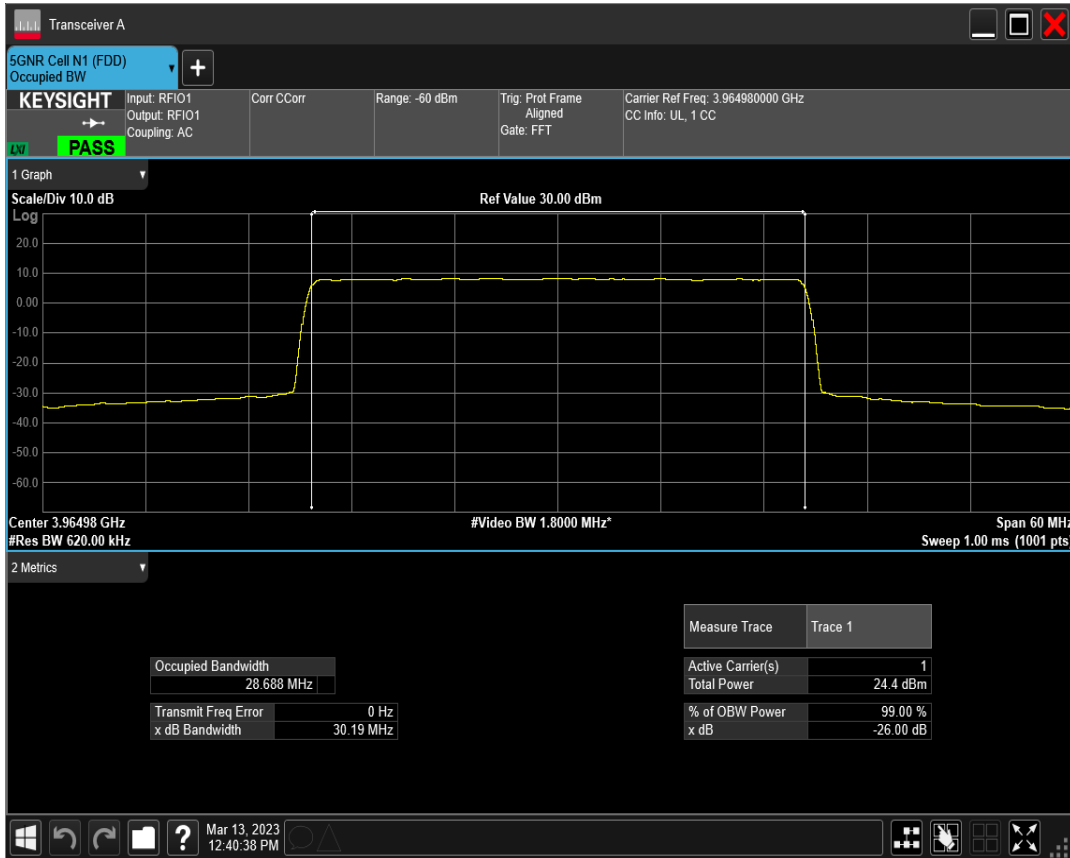 Transceiver A
5GNR Cell N1 (FDD)
Occupied BW
+
KEYSIGHT
LXI
PASS
Input: RFIO1
Output: RFIO1
Coupling: AC
Corr CCorr
Range: -60 dBm
Trig: Prot Frame
Aligned
Gate: FFT
Carrier Ref Freq: 3.964980000 GHz
CC Info: UL, 1 CC
1 Graph
Scale/Div 10.0 dB
Ref Value 30.00 dBm
Log
20.0
10.0
0.00
-10.0
-20.0
-30.0
-40.0
-50.0
-60.0
Center 3.96498 GHz
#Video BW 1.8000 MHz*
Span 60 MHz
#Res BW 620.00 kHz
Sweep 1.00 ms (1001 pts)
2 Metrics
Measure Trace Trace 1
Occupied Bandwidth
28.688 MHz
Active Carrier(s) 1
Total Power 24.4 dBm
Transmit Freq Error 0 Hz
x dB Bandwidth 30.19 MHz
% of OBW Power 99.00 %
x dB -26.00 dB
?
Mar 13, 2023
12:40:38 PM